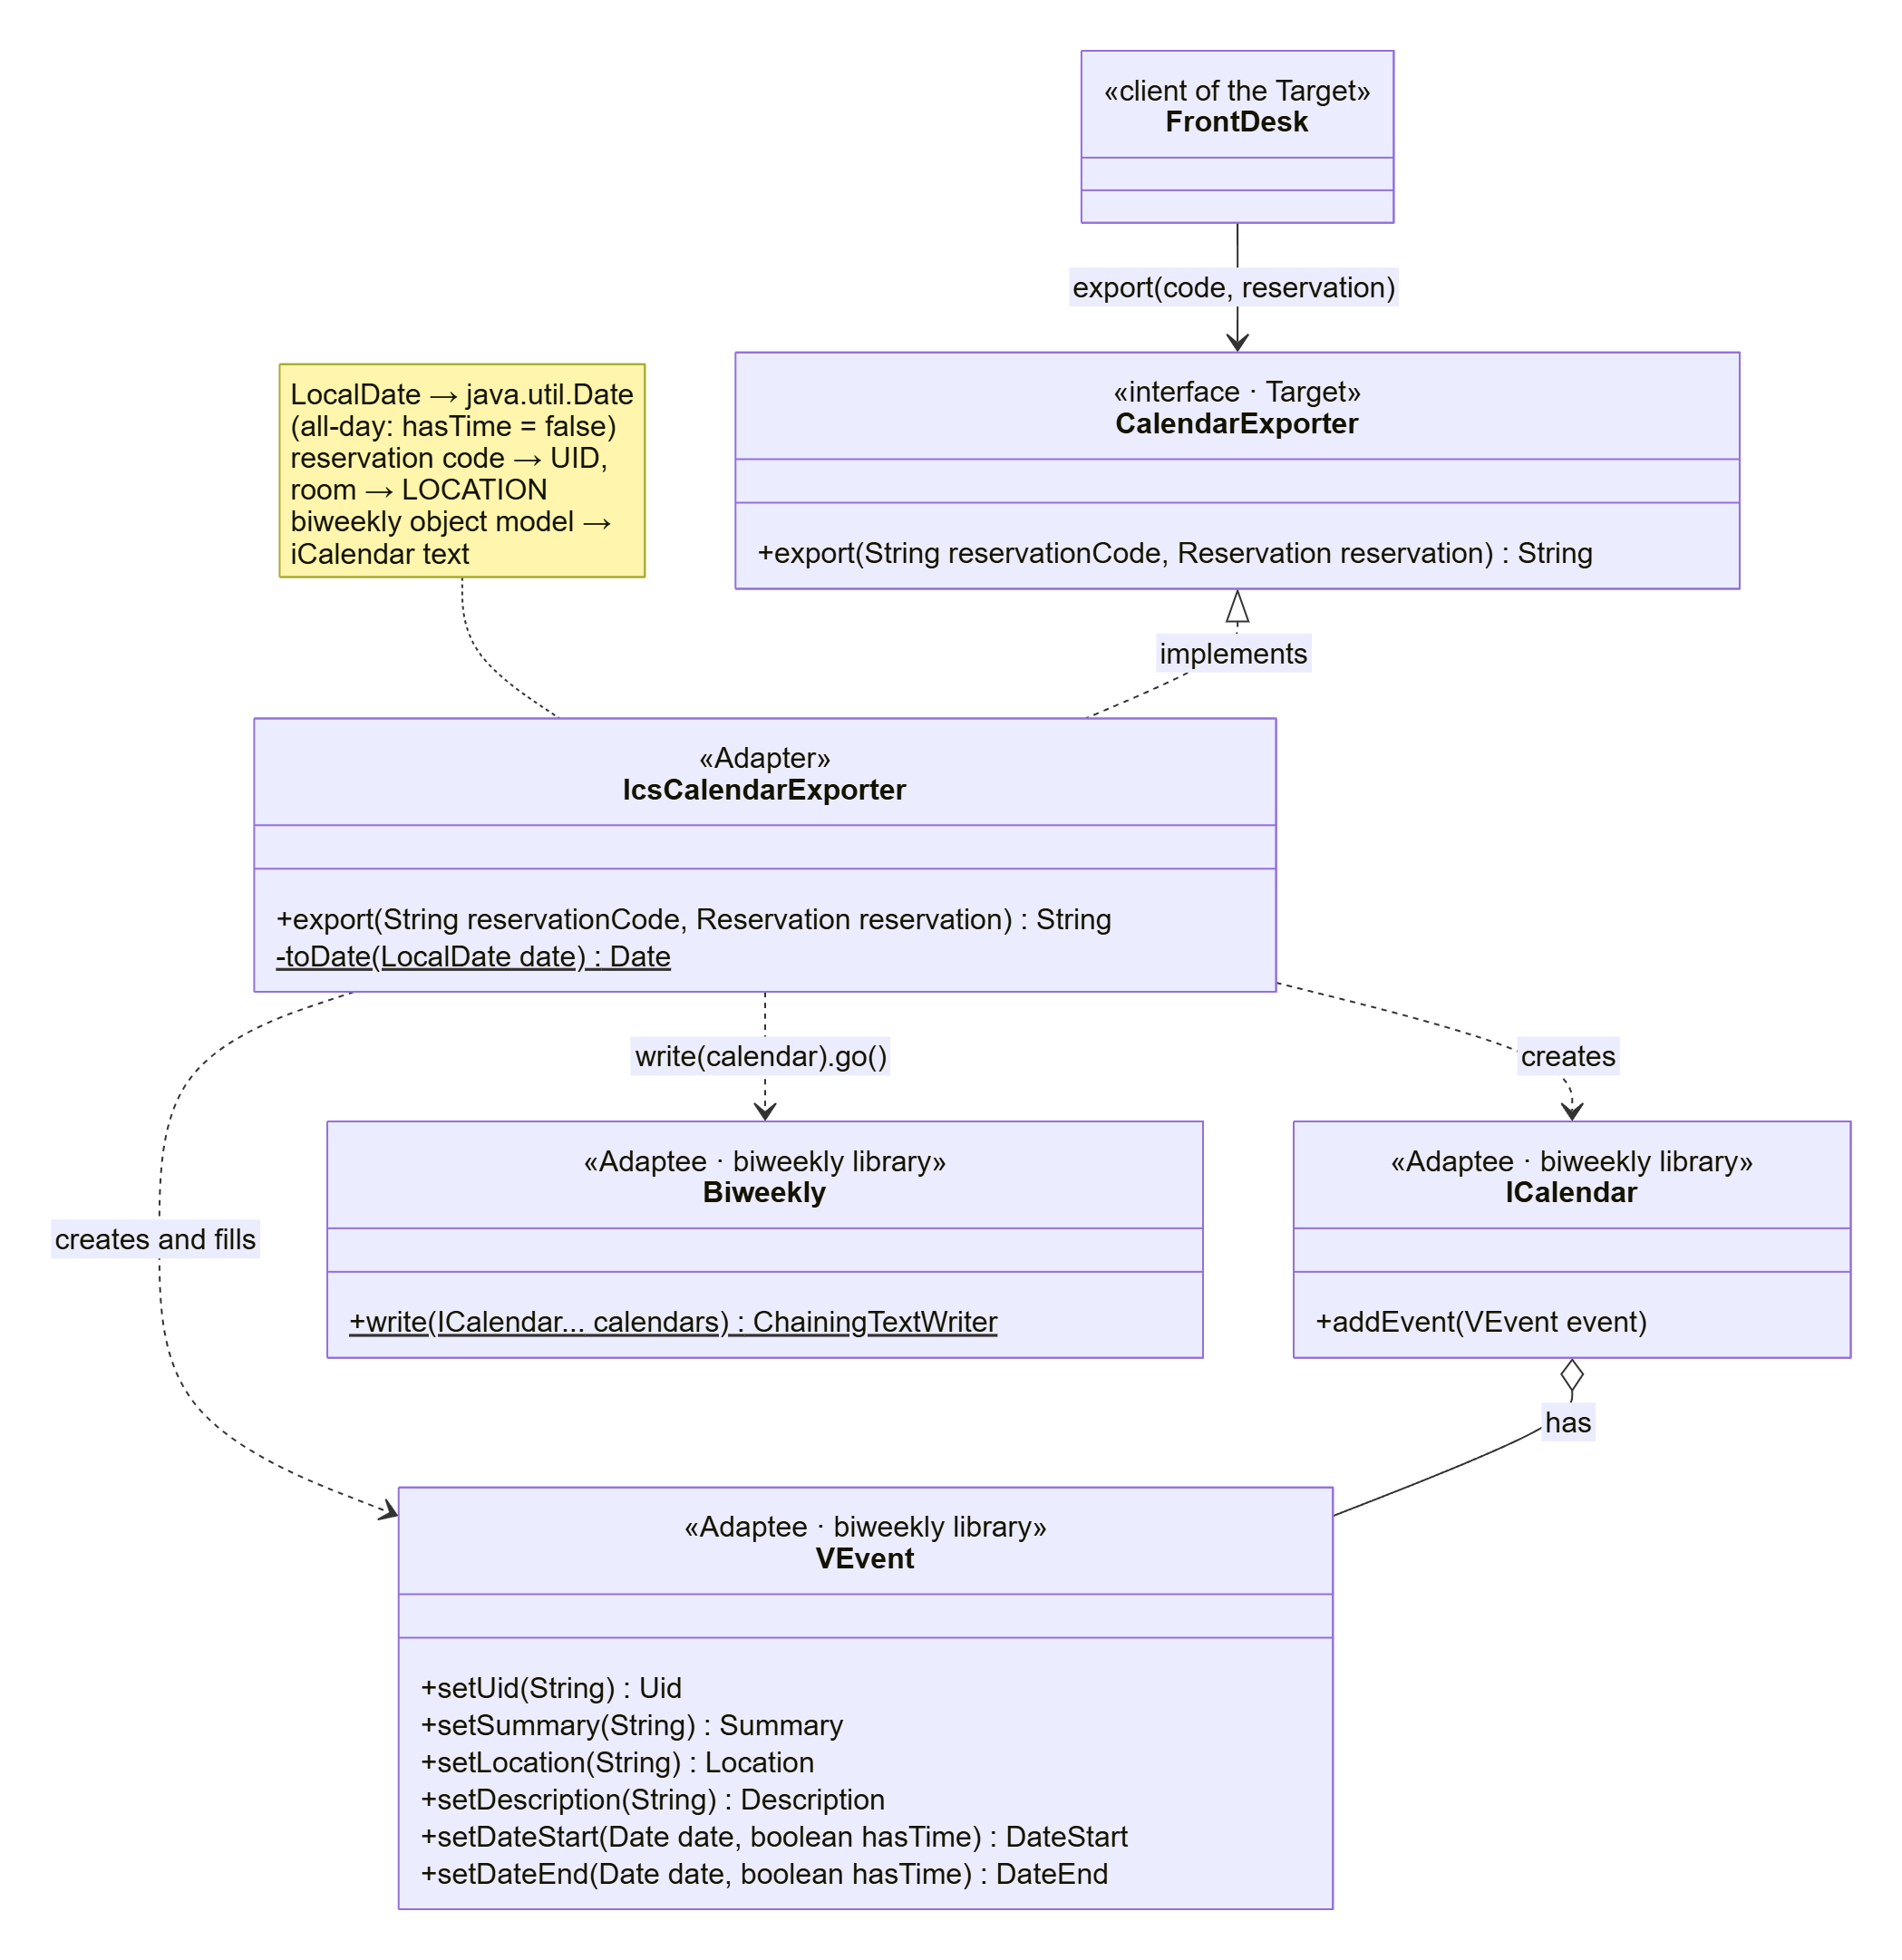 «client of the Target»
FrontDesk
export(code, reservation)
LocalDate → java.util.Date
(all-day: hasTime = false)
reservation code → UID,
room → LOCATION
biweekly object model →
iCalendar text
«interface · Target»
CalendarExporter
+export(String reservationCode, Reservation reservation) : String
implements
«Adapter»
IcsCalendarExporter
+export(String reservationCode, Reservation reservation) : String
-toDate(LocalDate date) : Date
write(calendar).go()
creates
creates and fills
«Adaptee · biweekly library»
Biweekly
+write(ICalendar... calendars) : ChainingTextWriter
«Adaptee · biweekly library»
ICalendar
+addEvent(VEvent event)
has
«Adaptee · biweekly library»
VEvent
+setUid(String) : Uid
+setSummary(String) : Summary
+setLocation(String) : Location
+setDescription(String) : Description
+setDateStart(Date date, boolean hasTime) : DateStart
+setDateEnd(Date date, boolean hasTime) : DateEnd